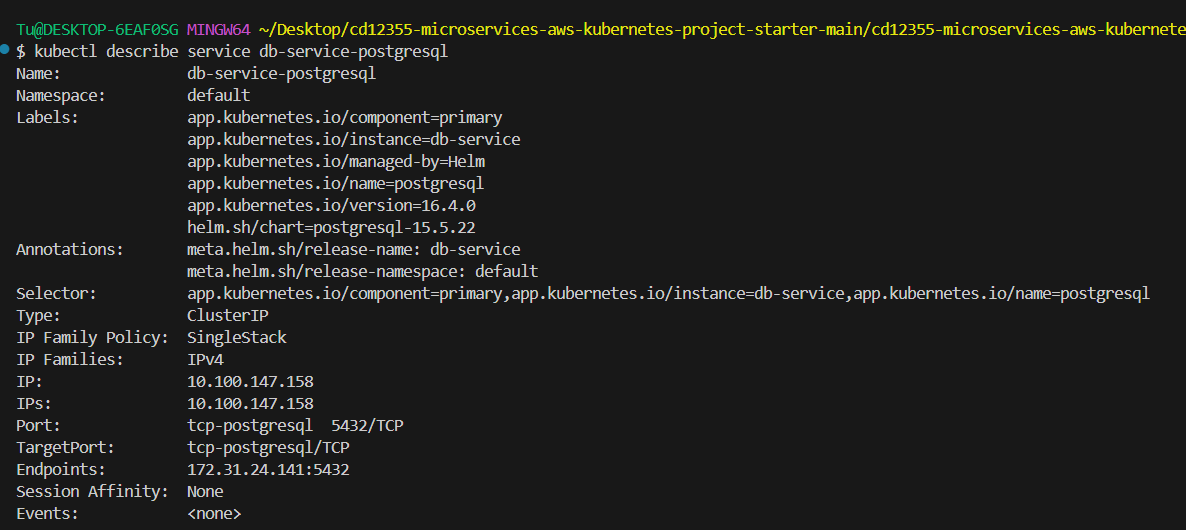 Tu@DESKTOP-6EAF0SG MINGW64 ~/Desktop/cd12355-microservices-aws-kubernetes-project-starter-main/cd12355-microservices-aws-kubernete
$ kubectl describe service db-service-postgresql
Name:              db-service-postgresql
Namespace:         default
Labels:            app.kubernetes.io/component=primary
                   app.kubernetes.io/instance=db-service
                   app.kubernetes.io/managed-by=Helm
                   app.kubernetes.io/name=postgresql
                   app.kubernetes.io/version=16.4.0
                   helm.sh/chart=postgresql-15.5.22
Annotations:       meta.helm.sh/release-name: db-service
                   meta.helm.sh/release-namespace: default
Selector:          app.kubernetes.io/component=primary,app.kubernetes.io/instance=db-service,app.kubernetes.io/name=postgresql
Type:              ClusterIP
IP Family Policy:  SingleStack
IP Families:       IPv4
IP:                10.100.147.158
IPs:               10.100.147.158
Port:              tcp-postgresql  5432/TCP
TargetPort:        tcp-postgresql/TCP
Endpoints:         172.31.24.141:5432
Session Affinity:  None
Events:            <none>